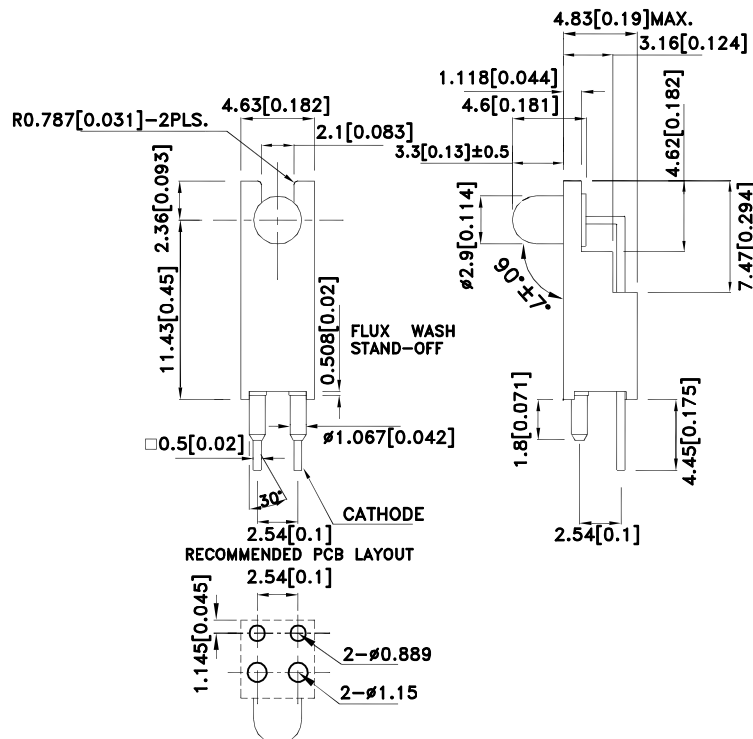 4.83[0.19]MAX.
3.16[0.124]
1.118[0.044]
4.63[0.182]
4.6[0.181]
4.62[0.182]
R0.787[0.031]-2PLS.
2.1[0.083]
3.3[0.13]±0.5
2.36[0.093]
ø2.9[0.114]
7.47[0.294]
90°±7°
11.43[0.45]
0.508[0.02]
FLUX WASH
STAND-OFF
1.8[0.071]
4.45[0.175]
□0.5[0.02]
ø1.067[0.042]
30°
CATHODE
2.54[0.1]
2.54[0.1]
RECOMMENDED PCB LAYOUT
2.54[0.1]
1.145[0.045]
2-ø0.889
2-ø1.15